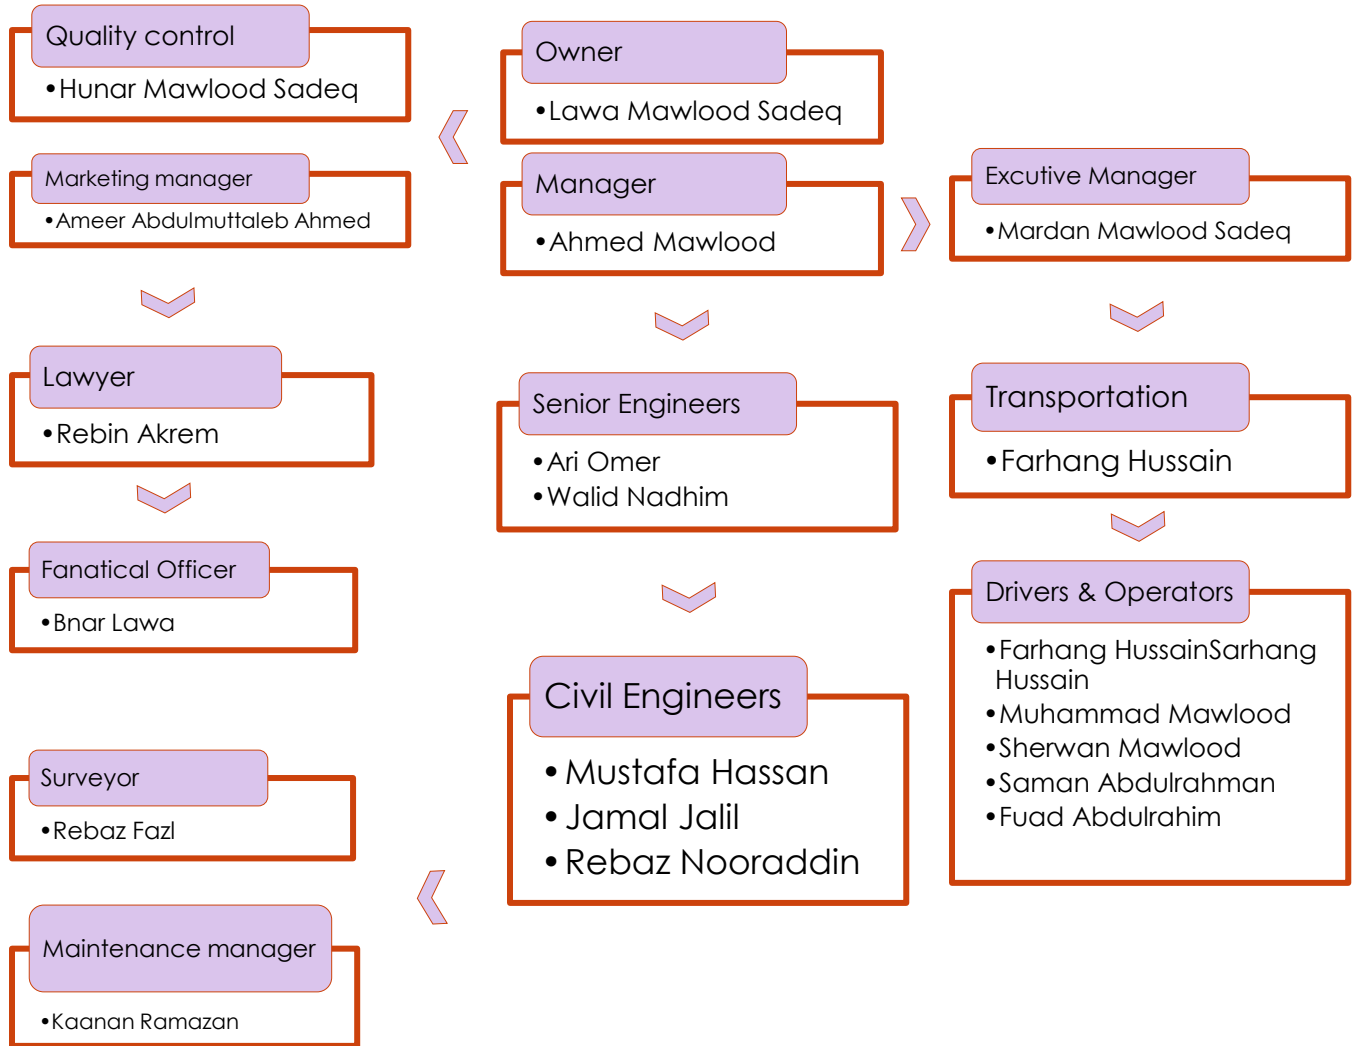 Quality control
•Hunar Mawlood Sadeq
Marketing manager
•Ameer Abdulmuttaleb Ahmed
Lawyer
•Rebin Akrem
Fanatical Officer
•Bnar Lawa
Surveyor
•Rebaz Fazl
Maintenance manager
•Kaanan Ramazan
Owner
•Lawa Mawlood Sadeq
Manager
•Ahmed Mawlood
Senior Engineers
•Ari Omer
•Walid Nadhim
Civil Engineers
•Mustafa Hassan
•Jamal Jalil
•Rebaz Nooraddin
Excutive Manager
•Mardan Mawlood Sadeq
Transportation
•Farhang Hussain
Drivers & Operators
•Farhang HussainSarhang
Hussain
•Muhammad Mawlood
•Sherwan Mawlood
•Saman Abdulrahman
•Fuad Abdulrahim